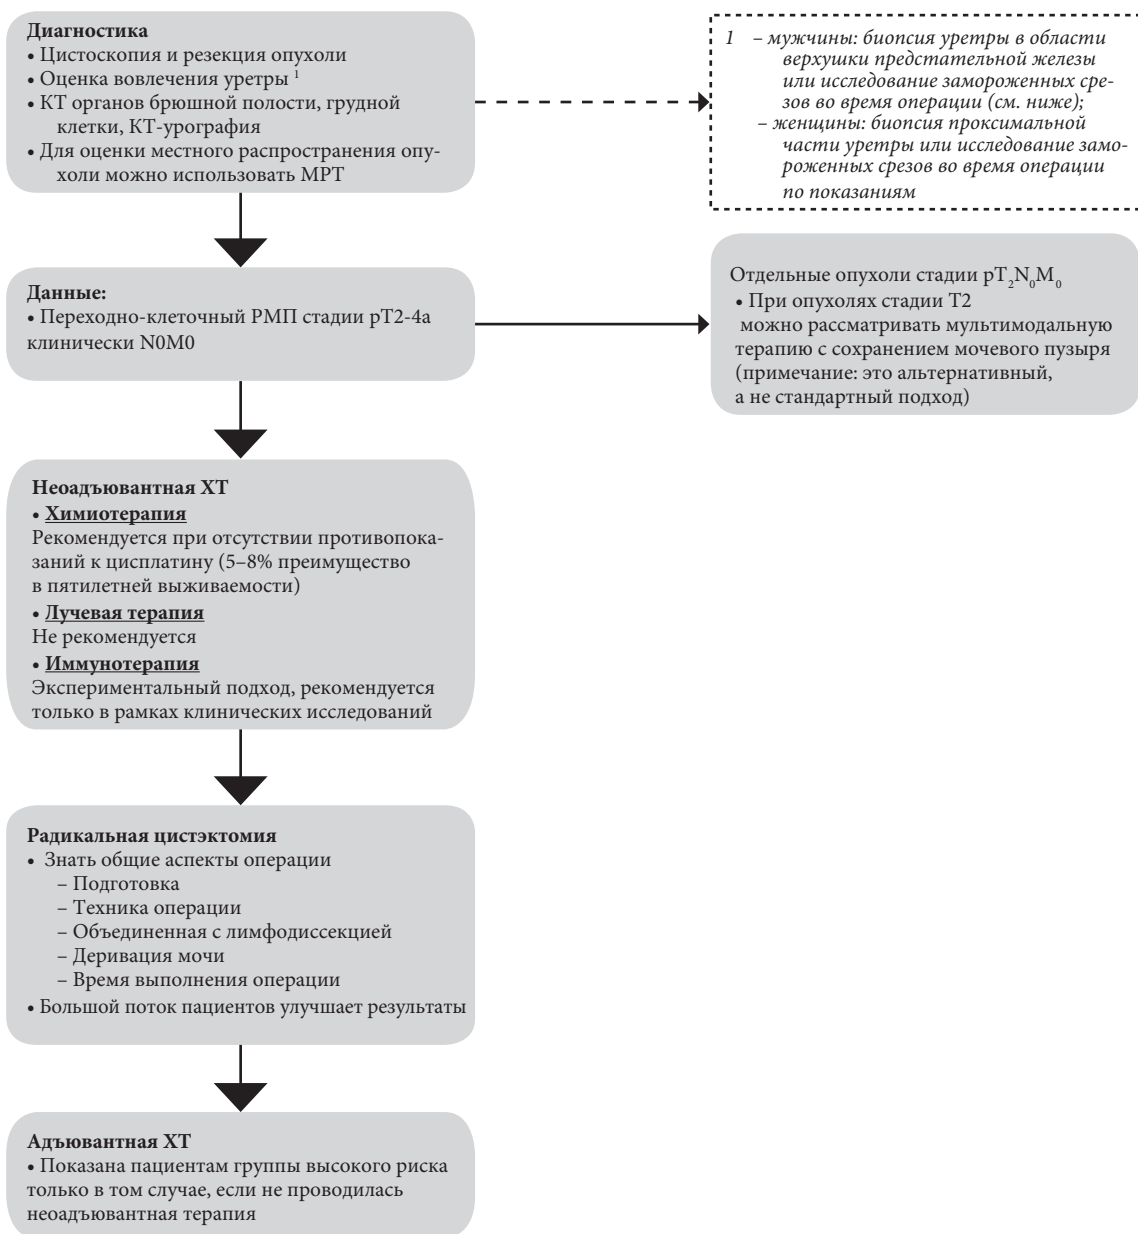 Диагностика
• Цистоскопия и резекция опухоли
• Оценка вовлечения уретры ¹
• КТ органов брюшной полости, грудной
клетки, КТ-урография
• Для оценки местного распространения опу-
холи можно использовать МРТ
1 – мужчины: биопсия уретры в области
верхушки предстательной железы
или исследование замороженных сре-
зов во время операции (см. ниже);
– женщины: биопсия проксимальной
части уретры или исследование замо-
роженных срезов во время операции
по показаниям
Данные:
• Переходно-клеточный РМП стадии pT2-4a
клинически N0M0
Отдельные опухоли стадии pT₂N₀M₀
• При опухолях стадии T2
можно рассматривать мультимодальную
терапию с сохранением мочевого пузыря
(примечание: это альтернативный,
а не стандартный подход)
Неоадъювантная ХТ
• Химиотерапия
Рекомендуется при отсутствии противопока-
заний к цисплатину (5–8% преимущество
в пятилетней выживаемости)
• Лучевая терапия
Не рекомендуется
• Иммунотерапия
Экспериментальный подход, рекомендуется
только в рамках клинических исследований
Радикальная цистэктомия
• Знать общие аспекты операции
– Подготовка
– Техника операции
– Объединенная с лимфодиссекцией
– Деривация мочи
– Время выполнения операции
• Большой поток пациентов улучшает результаты
Адъювантная ХТ
• Показана пациентам группы высокого риска
только в том случае, если не проводилась
неоадъювантная терапия